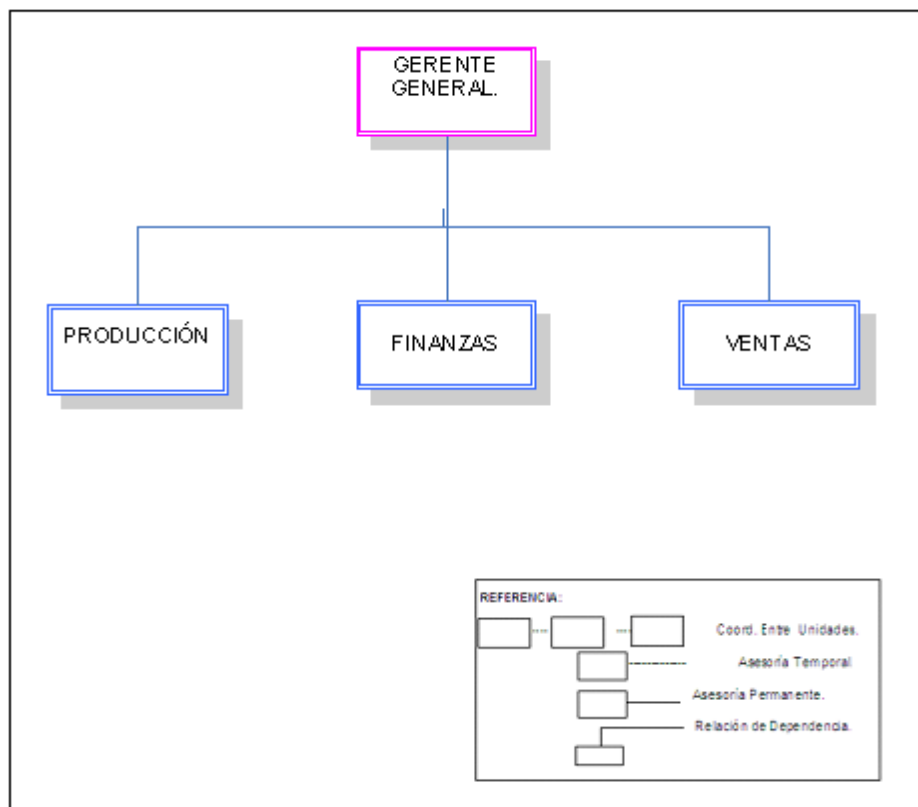 GERENTE
GENERAL.
PRODUCCIÓN
FINANZAS
VENTAS
REFERENCIA:
Coord. Entre Unidades.
Asesoría Temporal
Asesoría Permanente.
Relación de Dependencia.